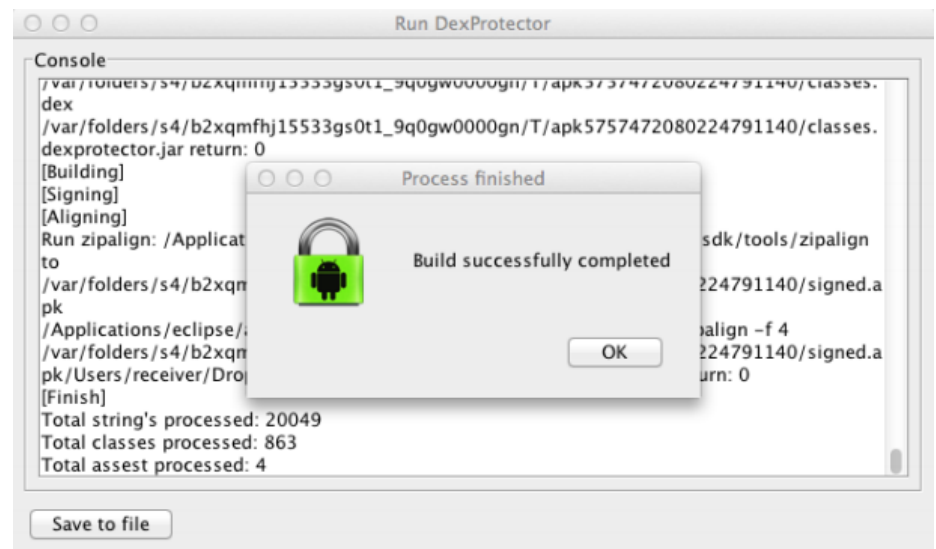 Run DexProtector
Console
/var/folders/s4/b2xqmfhj15533gs0t1_9q0gw0000gn/T/apk5757472080224791140/classes.
dex
/var/folders/s4/b2xqmfhj15533gs0t1_9q0gw0000gn/T/apk5757472080224791140/classes.
dexprotector.jar return: 0
[Building]
[Signing]
[Aligning]
Run zipalign: /Applicat sdk/tools/zipalign
to
/var/folders/s4/b2xqm 224791140/signed.a
pk
/Applications/eclipse/a palign -f 4
/var/folders/s4/b2xqm 224791140/signed.a
pk/Users/receiver/Dro urn: 0
[Finish]
Total string's processed: 20049
Total classes processed: 863
Total assest processed: 4
Process finished
Build successfully completed
OK
Save to file